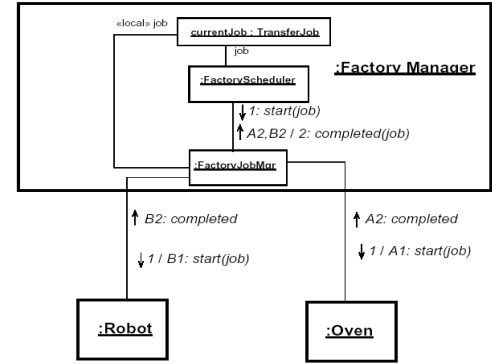 «local» job
currentJob : TransferJob
job
:Factory Manager
:FactoryScheduler
1: start(job)
A2,B2 / 2: completed(job)
:FactoryJobMgr
B2: completed
A2: completed
1 / B1: start(job)
1 / A1: start(job)
:Robot
:Oven